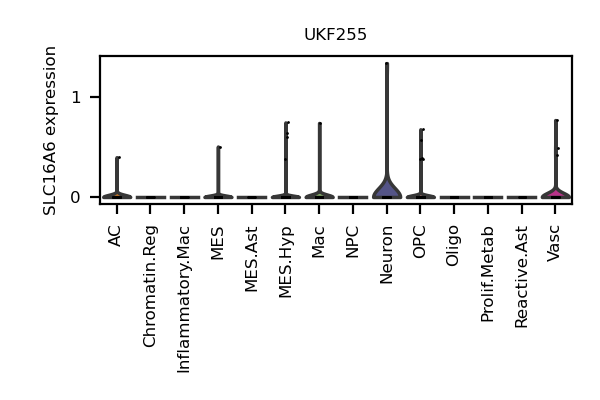 UKF255
SLC16A6 expression
1
0
AC
Chromatin.Reg
Inflammatory.Mac
MES
MES.Ast
MES.Hyp
Mac
NPC
Neuron
OPC
Oligo
Prolif.Metab
Reactive.Ast
Vasc